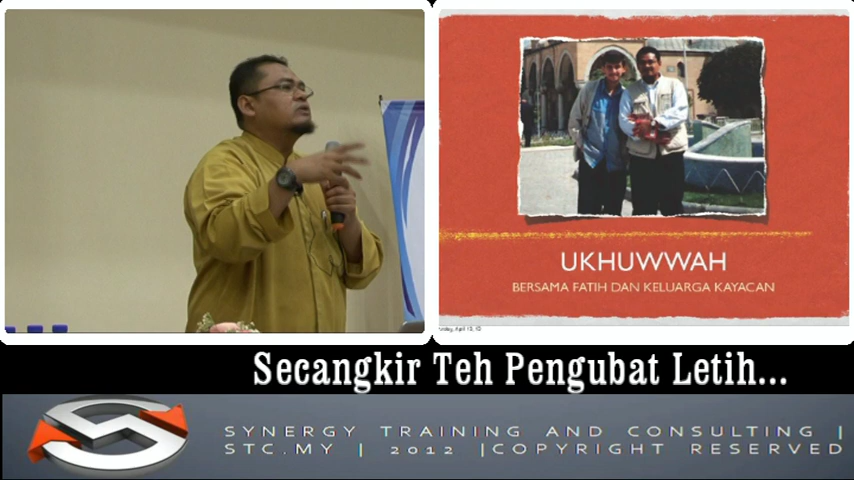 UKHUWWAH
BERSAMA FATIH DAN KELUARGA KAYACAN
Secangkir Teh Pengubat Letih...
SYNERGY TRAINING AND CONSULTING |
STC.MY | 2012 |COPYRIGHT RESERVED